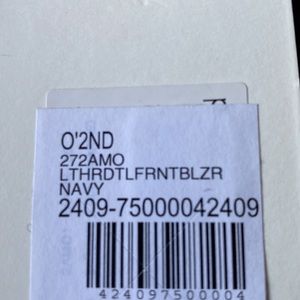 O'2ND
272AMO
LTHRDTLFRNTBLZR
NAVY
2409-75000042409
424097500004